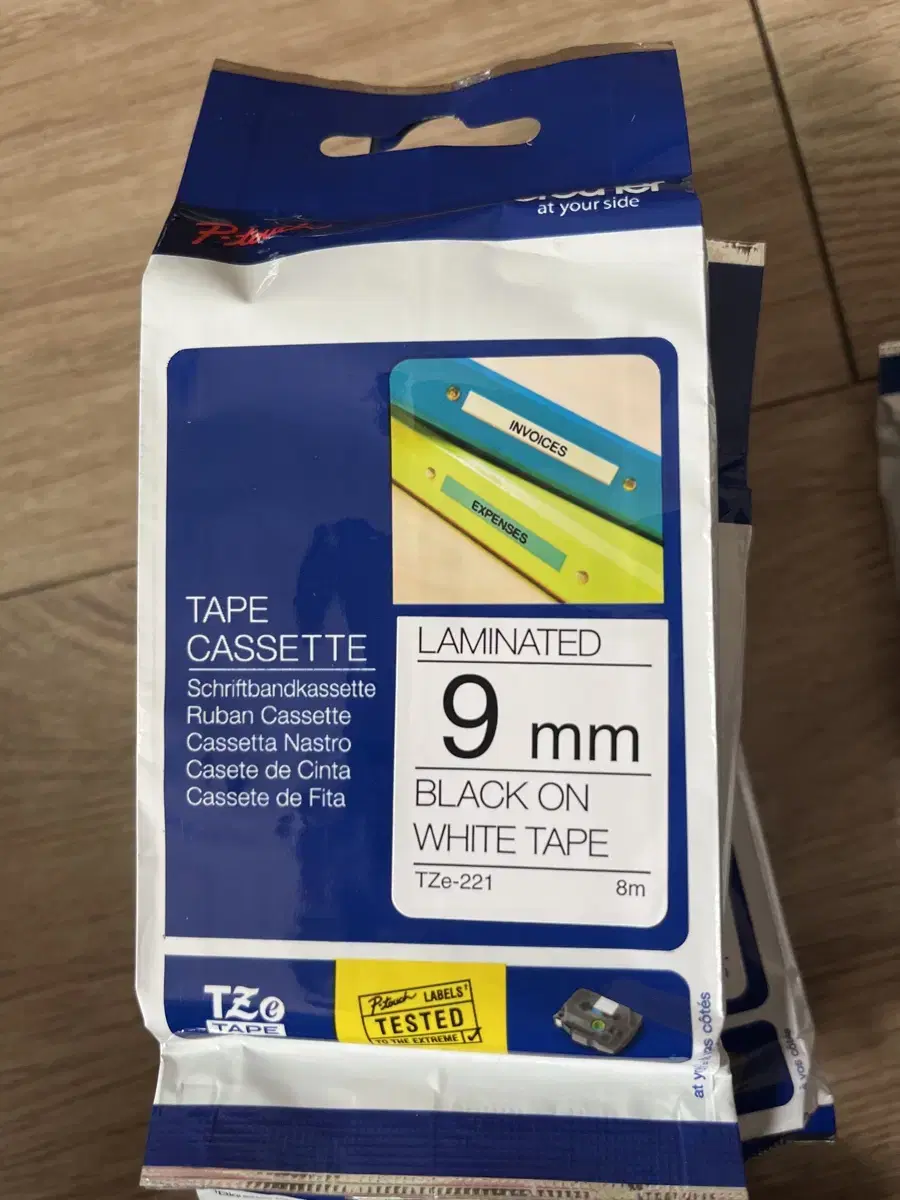 at your side
P-touch
INVOICES
EXPENSES
TAPE
CASSETTE
Schriftbandkassette
Ruban Cassette
Cassetta Nastro
Casete de Cinta
Cassete de Fita
LAMINATED
9 mm
BLACK ON
WHITE TAPE
TZe-221 8m
TZe
TAPE
P-touch LABELS†
TESTED
TO THE EXTREME
côtés